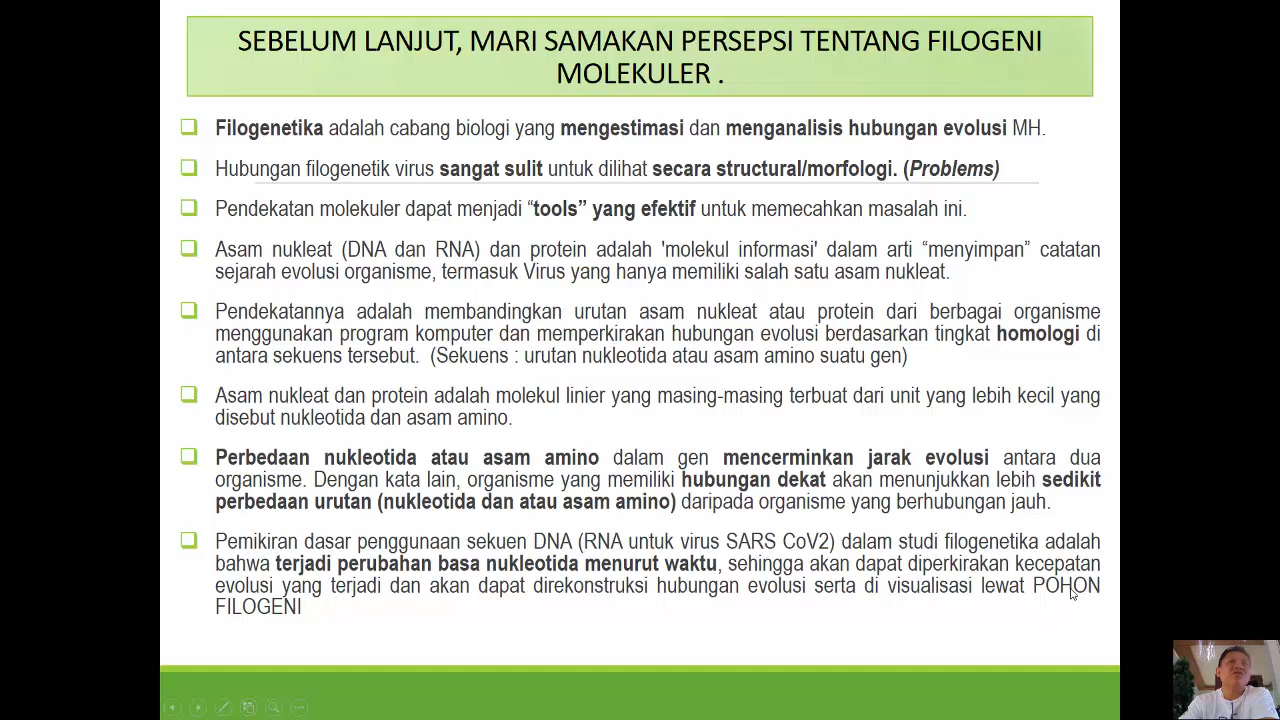 SEBELUM LANJUT, MARI SAMAKAN PERSEPSI TENTANG FILOGENI
MOLEKULER .
Filogenetika adalah cabang biologi yang mengestimasi dan menganalisis hubungan evolusi MH.
Hubungan filogenetik virus sangat sulit untuk dilihat secara structural/morfologi. (Problems)
Pendekatan molekuler dapat menjadi “tools” yang efektif untuk memecahkan masalah ini.
Asam nukleat (DNA dan RNA) dan protein adalah 'molekul informasi' dalam arti “menyimpan” catatan
sejarah evolusi organisme, termasuk Virus yang hanya memiliki salah satu asam nukleat.
Pendekatannya adalah membandingkan urutan asam nukleat atau protein dari berbagai organisme
menggunakan program komputer dan memperkirakan hubungan evolusi berdasarkan tingkat homologi di
antara sekuens tersebut. (Sekuens : urutan nukleotida atau asam amino suatu gen)
Asam nukleat dan protein adalah molekul linier yang masing-masing terbuat dari unit yang lebih kecil yang
disebut nukleotida dan asam amino.
Perbedaan nukleotida atau asam amino dalam gen mencerminkan jarak evolusi antara dua
organisme. Dengan kata lain, organisme yang memiliki hubungan dekat akan menunjukkan lebih sedikit
perbedaan urutan (nukleotida dan atau asam amino) daripada organisme yang berhubungan jauh.
Pemikiran dasar penggunaan sekuen DNA (RNA untuk virus SARS CoV2) dalam studi filogenetika adalah
bahwa terjadi perubahan basa nukleotida menurut waktu, sehingga akan dapat diperkirakan kecepatan
evolusi yang terjadi dan akan dapat direkonstruksi hubungan evolusi serta di visualisasi lewat POHON
FILOGENI